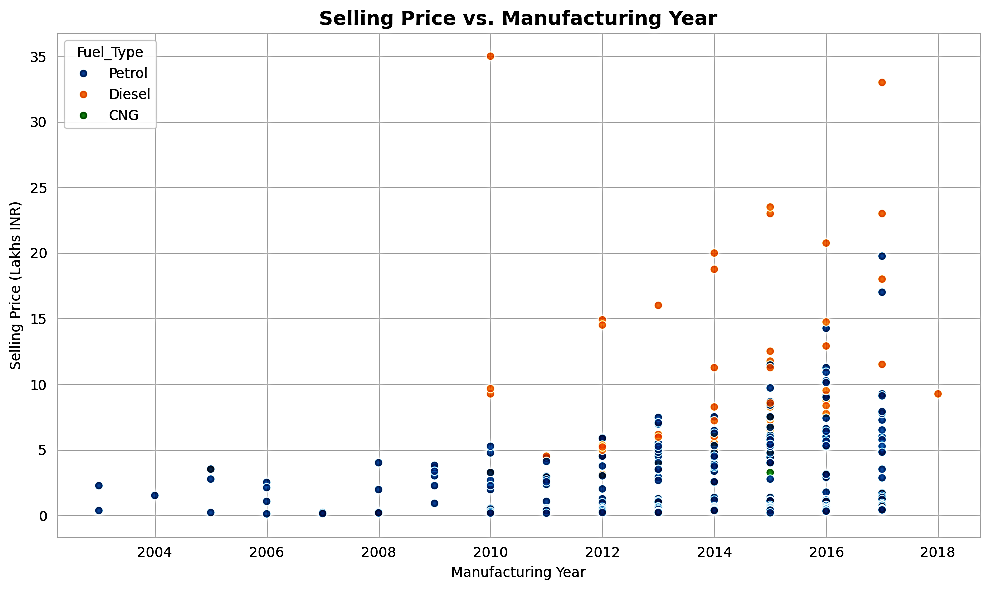 Selling Price vs. Manufacturing Year
Fuel_Type
Petrol
Diesel
CNG
Selling Price (Lakhs INR)
35
30
25
20
15
10
5
0
2004 2006 2008 2010 2012 2014 2016 2018
Manufacturing Year